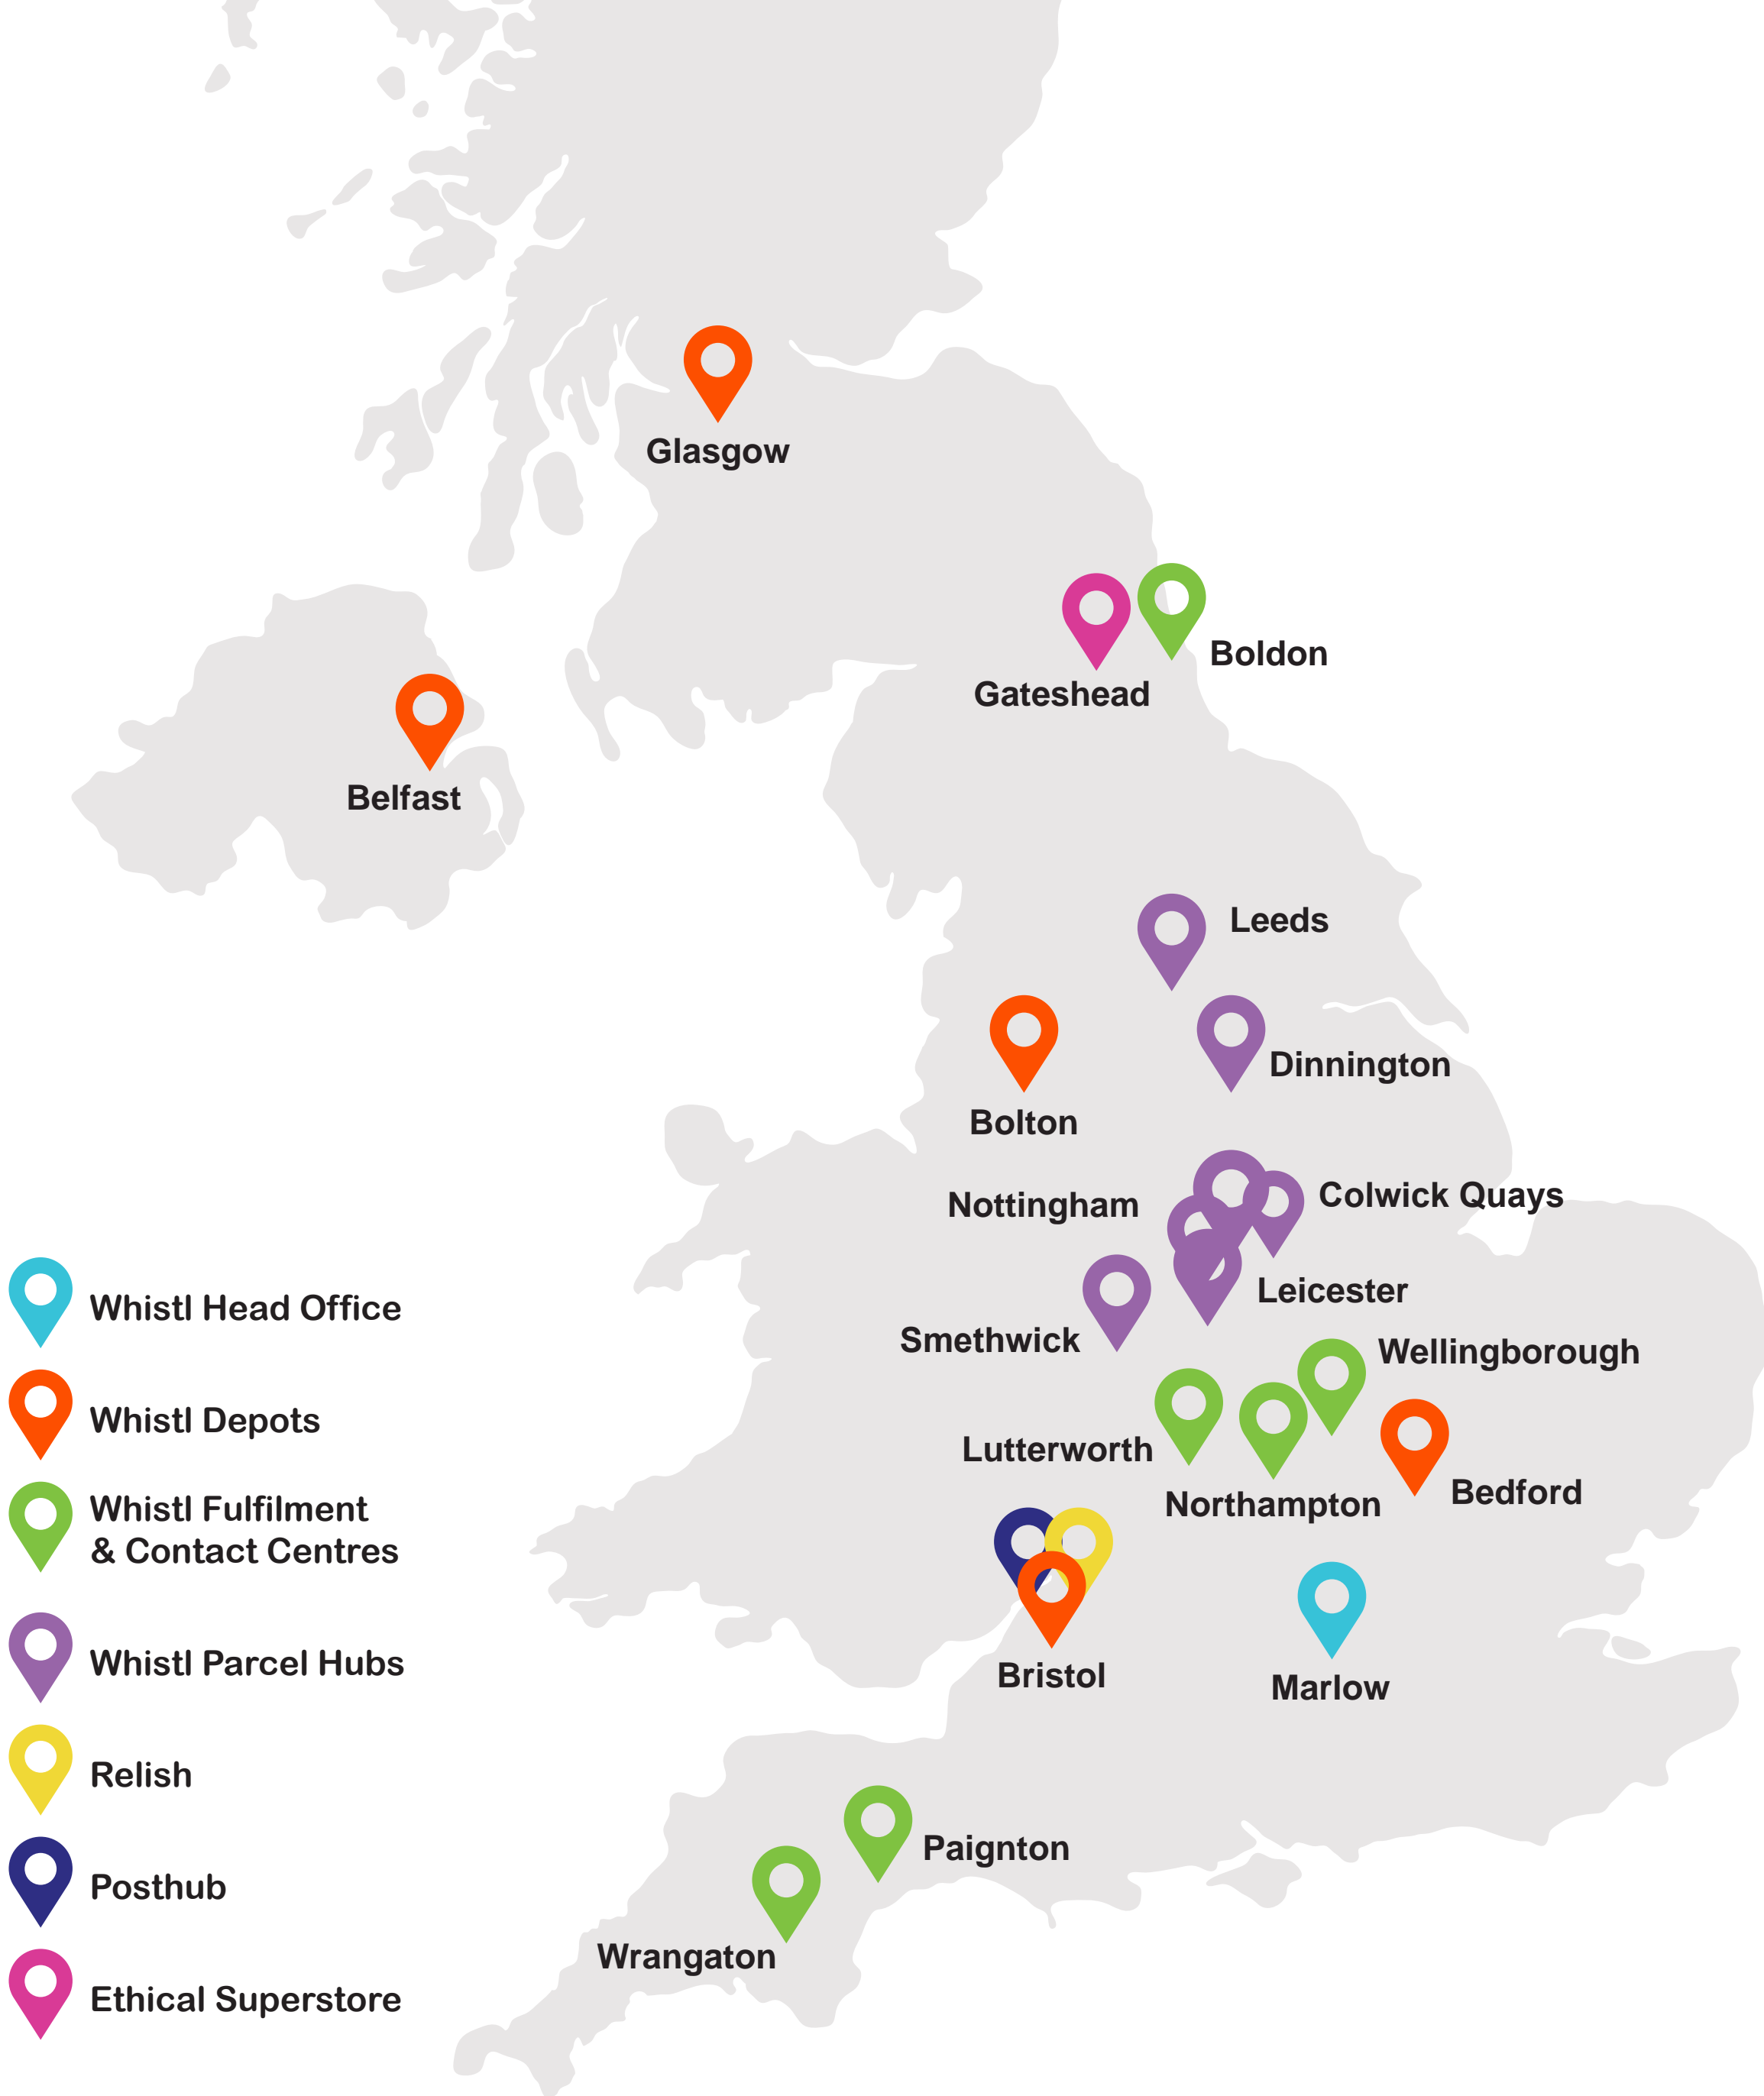 Glasgow
Boldon
Gateshead
Belfast
Leeds
Dinnington
Bolton
Colwick Quays
Nottingham
Leicester
Smethwick
Wellingborough
Lutterworth
Bedford
Northampton
Bristol
Marlow
Paignton
Wrangaton
Whistl Head Office
Whistl Depots
Whistl Fulfilment
& Contact Centres
Whistl Parcel Hubs
Relish
Posthub
Ethical Superstore